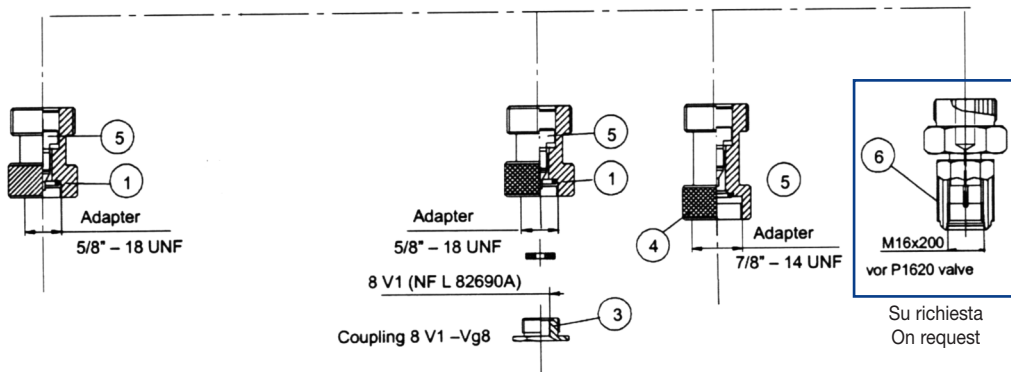 5
1
Adapter
5/8" – 18 UNF
5
1
Adapter
5/8" – 18 UNF
8 V1 (NF L 82690A)
3
Coupling 8 V1 –Vg8
5
4
Adapter
7/8" – 14 UNF
6
M16x200
vor P1620 valve
Su richiesta
On request